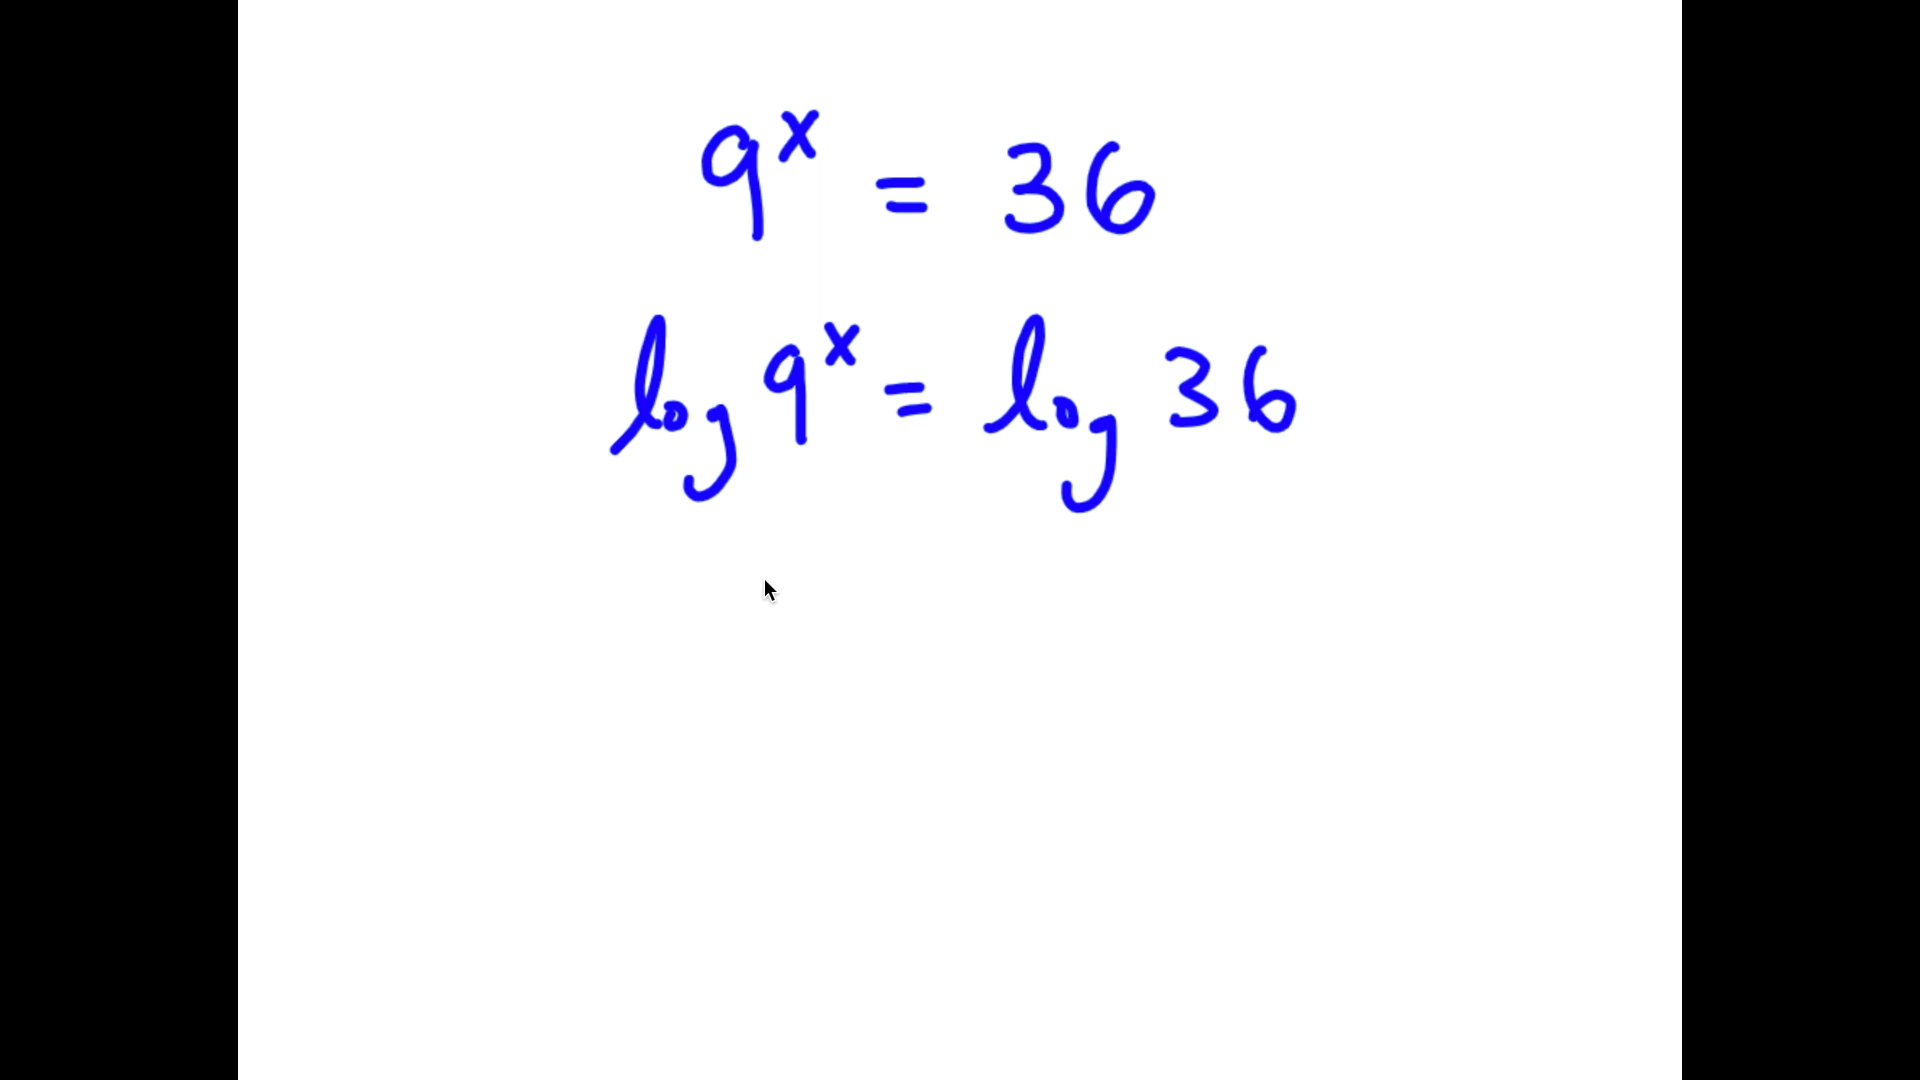 9^x = 36
log 9^x = log 36